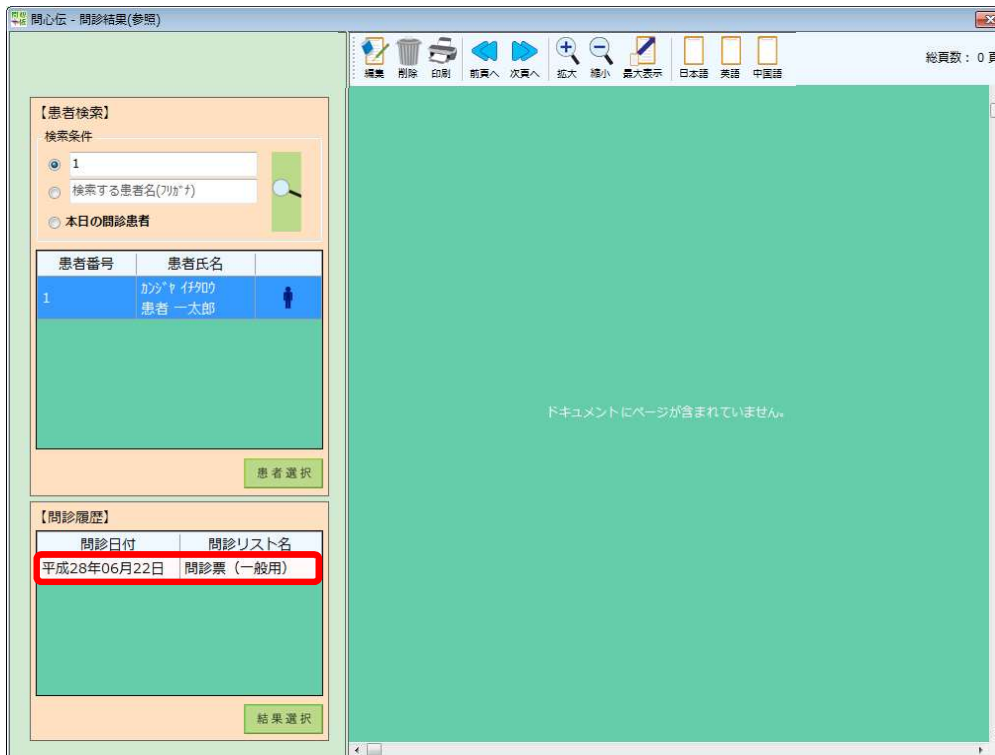 問心伝 - 問診結果(参照)
編集 削除 印刷 前頁へ 次頁へ 拡大 縮小 最大表示 日本語 英語 中国語
総頁数： 0 頁
【患者検索】
検索条件
1
検索する患者名(ﾌﾘｶﾞﾅ)
本日の問診患者
患者番号 患者氏名
1 ｶﾝｼﾞﾔ ｲﾁﾀﾛｳ
患者 一太郎
患者選択
【問診履歴】
問診日付 問診リスト名
平成28年06月22日 問診票（一般用）
結果選択
ドキュメントにページが含まれていません。